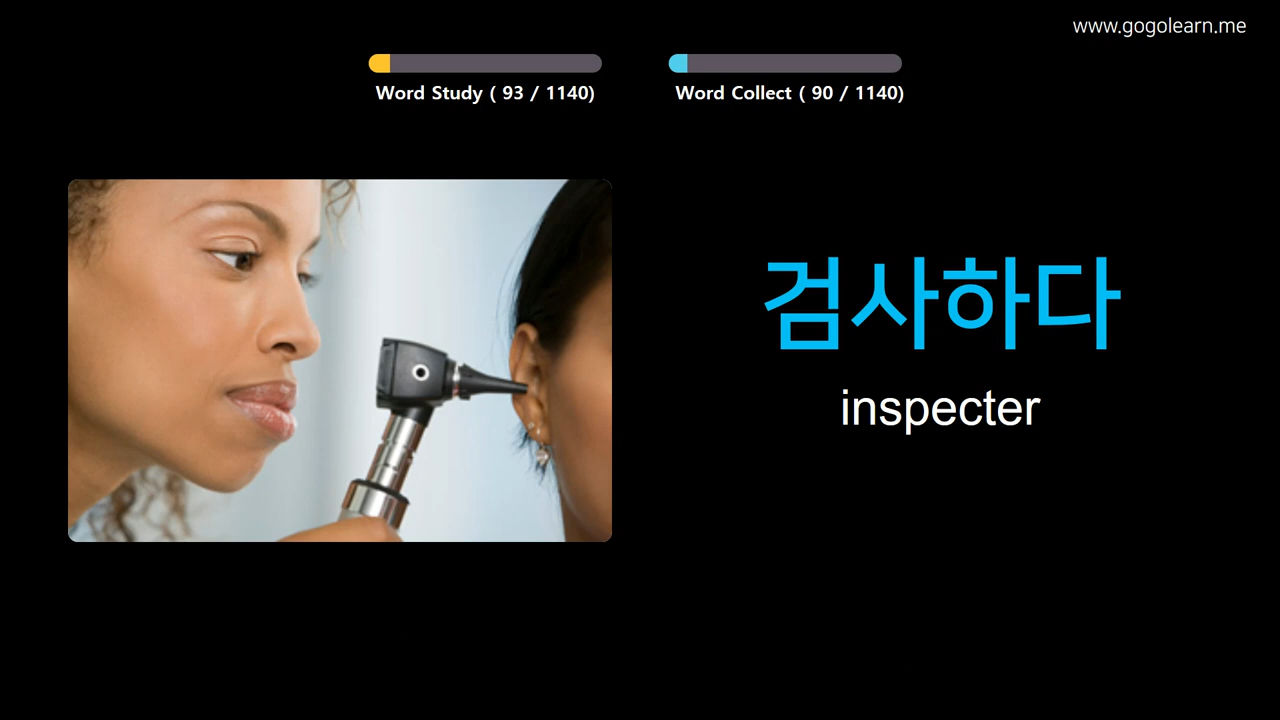 www.gogolearn.me
Word Study ( 93 / 1140)
Word Collect ( 90 / 1140)
검사하다
inspecter